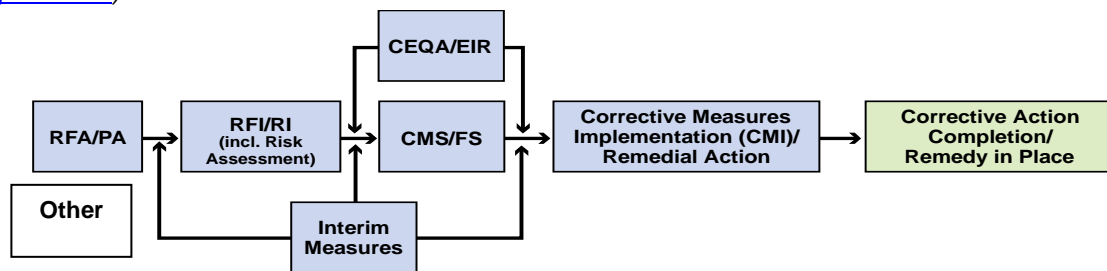 CEQA/EIR
RFA/PA
RFI/RI
(incl. Risk
Assessment)
CMS/FS
Corrective Measures
Implementation (CMI)/
Remedial Action
Corrective Action
Completion/
Remedy in Place
Other
Interim
Measures